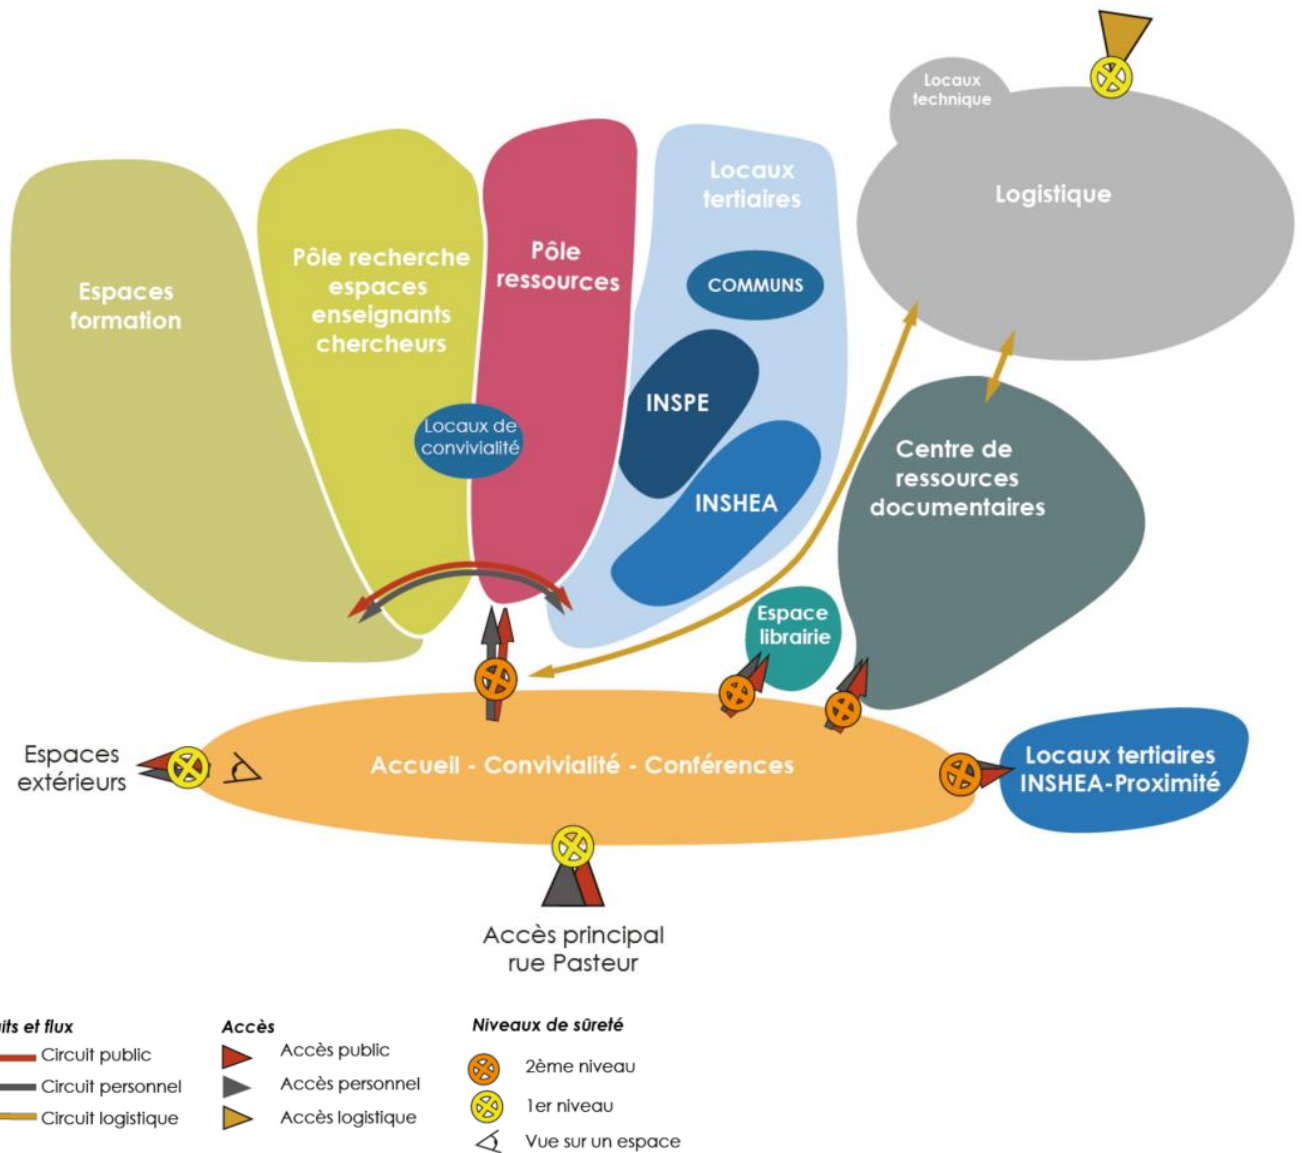 Locaux
technique
Logistique
Locaux
tertiaires
COMMUNS
Pôle
ressources
Pôle recherche
espaces
enseignants
chercheurs
Espaces
formation
INSPE
Locaux de
convivialité
INSHEA
Centre de
ressources
documentaires
Espace
librairie
Espaces
extérieurs
Accueil - Convivialité - Conférences
Locaux tertiaires
INSHEA-Proximité
Accès principal
rue Pasteur
its et flux
Circuit public
Circuit personnel
Circuit logistique
Accès
Accès public
Accès personnel
Accès logistique
Niveaux de sûreté
2ème niveau
1er niveau
Vue sur un espace